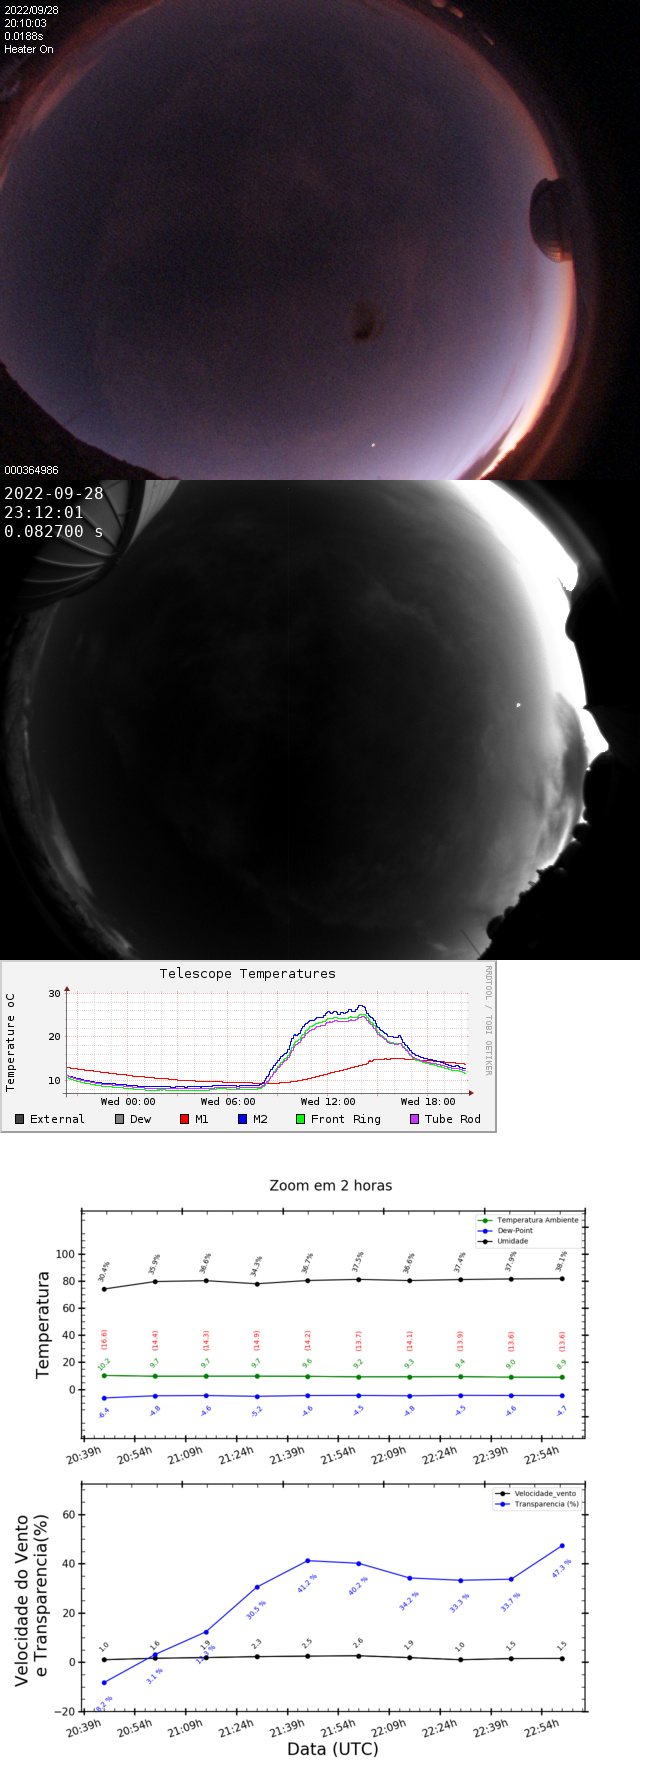 2022/09/28
20:10:03
0.0188s
Heater On
000364986
2022-09-28
23:12:01
0.082700 s
Telescope Temperatures
RRDTOOL / TOBI OETIKER
Temperature oC
30
20
10
Wed 00:00 Wed 06:00 Wed 12:00 Wed 18:00
External Dew M1 M2 Front Ring Tube Rod
Zoom em 2 horas
Temperatura Ambiente
Dew-Point
Umidade
Temperatura
100
80
60
40
20
0
30.4% 35.9% 36.6% 34.3% 36.7% 37.5% 36.6% 37.4% 37.9% 38.1%
(16.6) (14.4) (14.3) (14.9) (14.2) (13.7) (14.1) (13.9) (13.6) (13.6)
10.2 9.7 9.7 9.7 9.6 9.2 9.3 9.4 9.0 8.9
-6.4 -4.8 -4.6 -5.2 -4.6 -4.5 -4.8 -4.5 -4.6 -4.7
20:39h 20:54h 21:09h 21:24h 21:39h 21:54h 22:09h 22:24h 22:39h 22:54h
Velocidade_vento
Transparencia (%)
Velocidade do Vento
e Transparencia(%)
60
40
20
0
−20
1.0 1.6 1.9 2.3 2.5 2.6 1.9 1.0 1.5 1.5
3.1 % 30.5 % 41.2 % 40.2 % 34.2 % 33.3 % 33.7 % 47.3 %
20:39h 20:54h 21:09h 21:24h 21:39h 21:54h 22:09h 22:24h 22:39h 22:54h
Data (UTC)